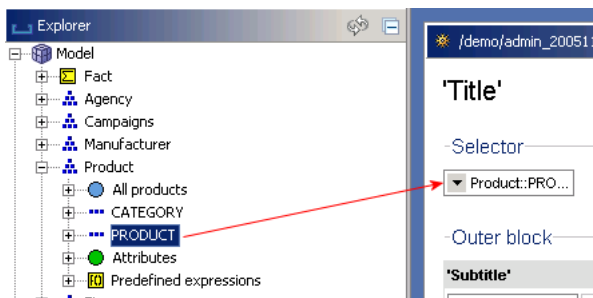 Explorer
Model
Fact
Agency
Campaigns
Manufacturer
Product
All products
CATEGORY
PRODUCT
Attributes
Predefined expressions
/demo/admin_200511
'Title'
Selector
Product::PRO...
Outer block
'Subtitle'